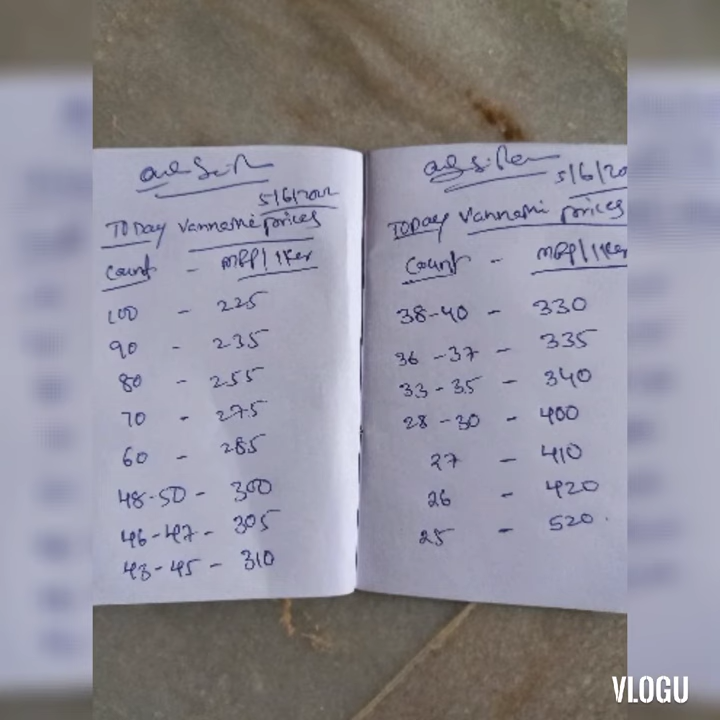 5/6/2022
Today Vannami prices
Count - MRP/1Kg
100 - 225
90 - 235
80 - 255
70 - 275
60 - 285
48-50 - 300
46-47 - 305
43-45 - 310
5/6/20
Today Vannami prices
Count - MRP/1Kg
38-40 - 330
36-37 - 335
33-35 - 340
28-30 - 400
27 - 410
26 - 420
25 - 520.
VLOGU